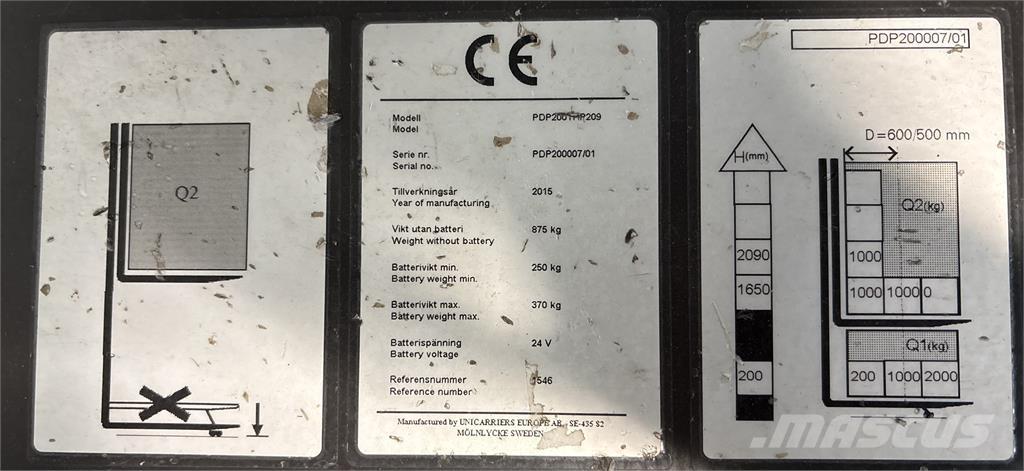 Q2
CE
Modell
Model
Serie nr. PDP200007/01
Serial no.
Tillverkningsår 2015
Year of manufacturing
Vikt utan batteri 875 kg
Weight without battery
Batterivikt min. 250 kg
Battery weight min.
Batterivikt max. 370 kg
Battery weight max.
Batterispänning 24 V
Battery voltage
Referensnummer 1546
Reference number
Manufactured by UNICARRIERS EUROPE AB, SE-435 S2
MÖLNLYCKE SWEDEN
PDP200007/01
D=600/500 mm
H(mm)
Q2(kg)
2090 1000
1650 1000 1000 0
Q1(kg)
200 200 1000 2000
MASCUS